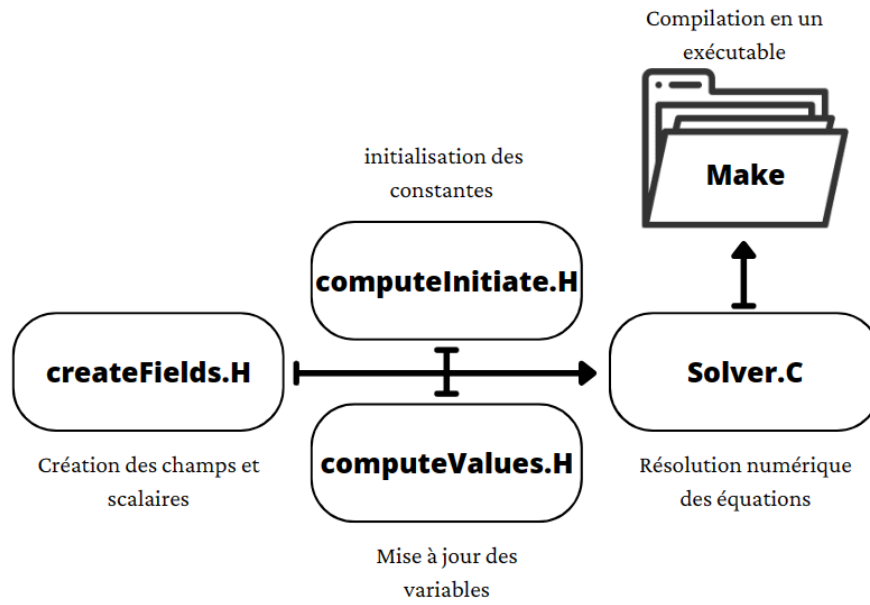 Compilation en un
exécutable
Make
initialisation des
constantes
computeInitiate.H
createFields.H
Solver.C
computeValues.H
Création des champs et
scalaires
Résolution numérique
des équations
Mise à jour des
variables